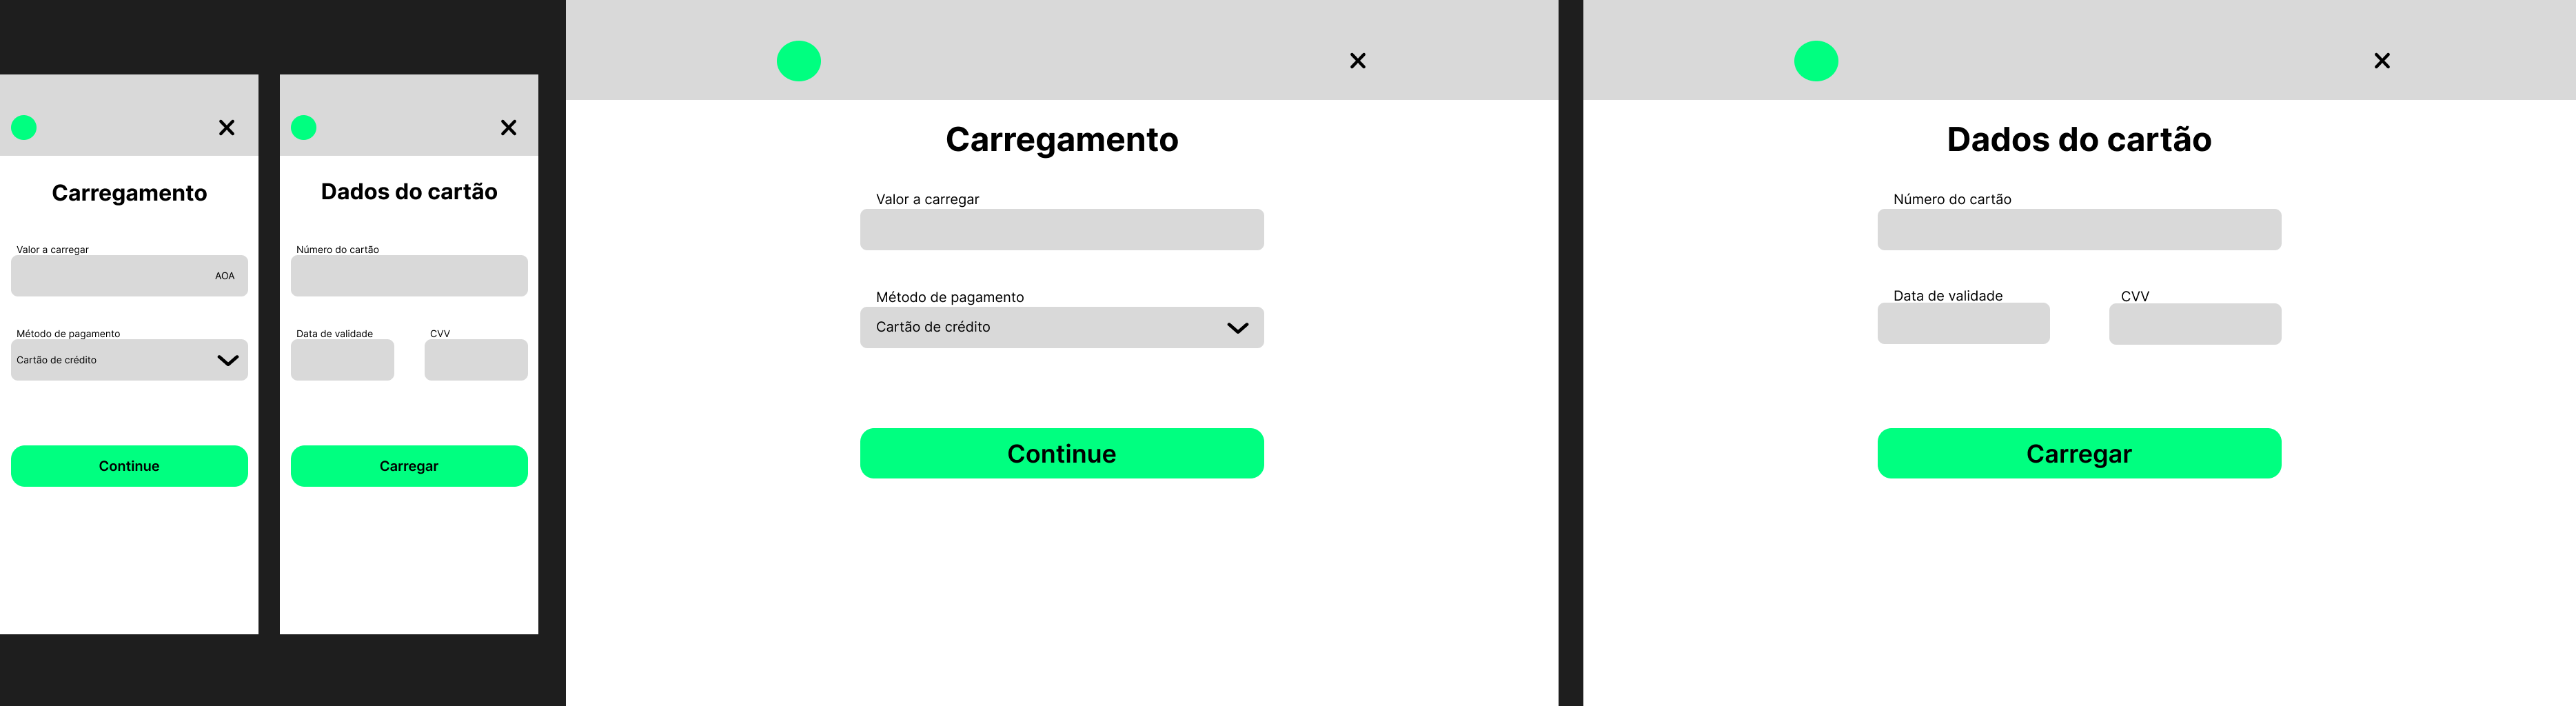 Carregamento
Valor a carregar
AOA
Método de pagamento
Cartão de crédito
Continue
Dados do cartão
Número do cartão
Data de validade
CVV
Carregar
Carregamento
Valor a carregar
Método de pagamento
Cartão de crédito
Continue
Dados do cartão
Número do cartão
Data de validade
CVV
Carregar